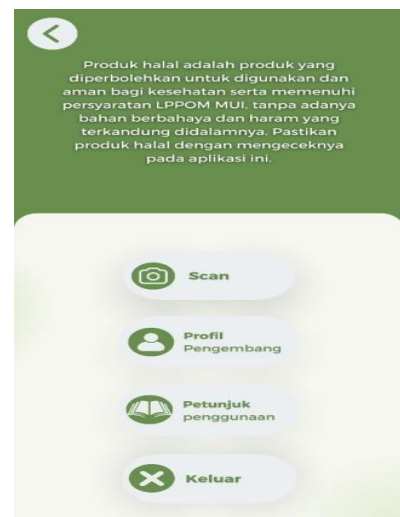 Produk halal adalah produk yang
diperbolehkan untuk digunakan dan
aman bagi kesehatan serta memenuhi
persyaratan LPPOM MUI, tanpa adanya
bahan berbahaya dan haram yang
terkandung didalamnya. Pastikan
produk halal dengan mengeceknya
pada aplikasi ini.
Scan
Profil
Pengembang
Petunjuk
penggunaan
Keluar